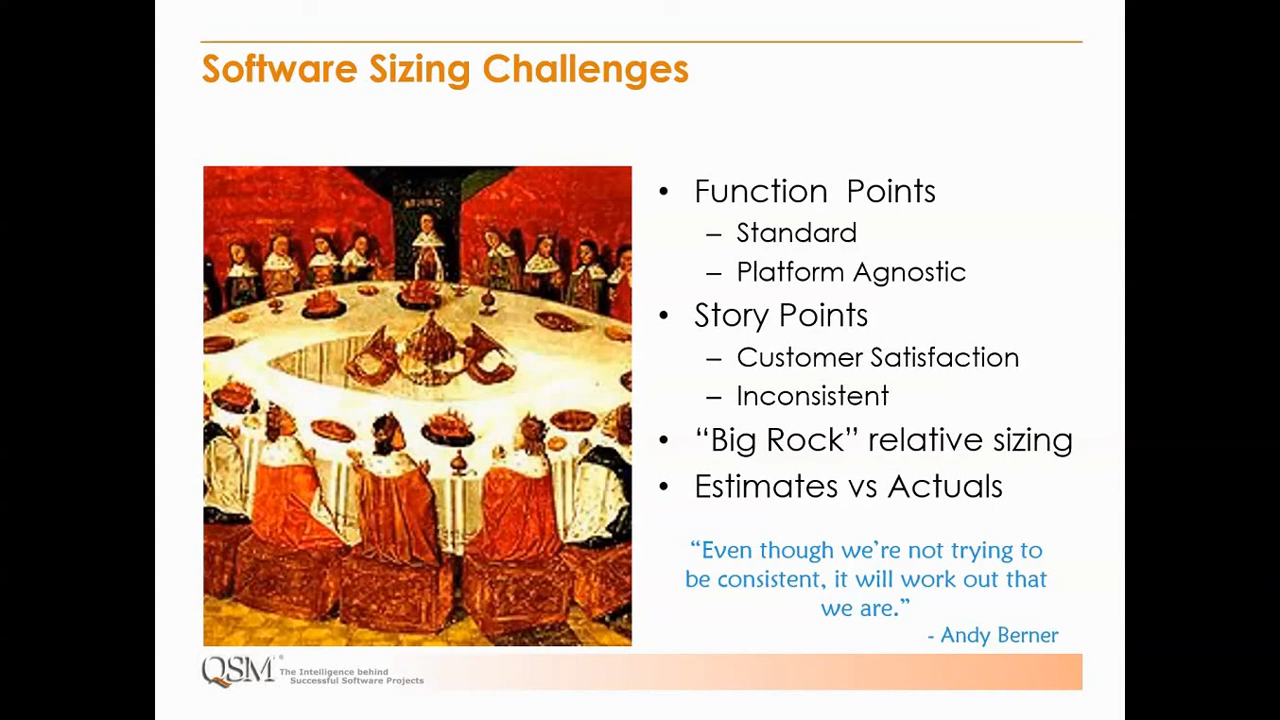 Software Sizing Challenges
• Function Points
– Standard
– Platform Agnostic
• Story Points
– Customer Satisfaction
– Inconsistent
• “Big Rock” relative sizing
• Estimates vs Actuals
“Even though we’re not trying to
be consistent, it will work out that
we are.”
- Andy Berner
QSM® The Intelligence behind
Successful Software Projects